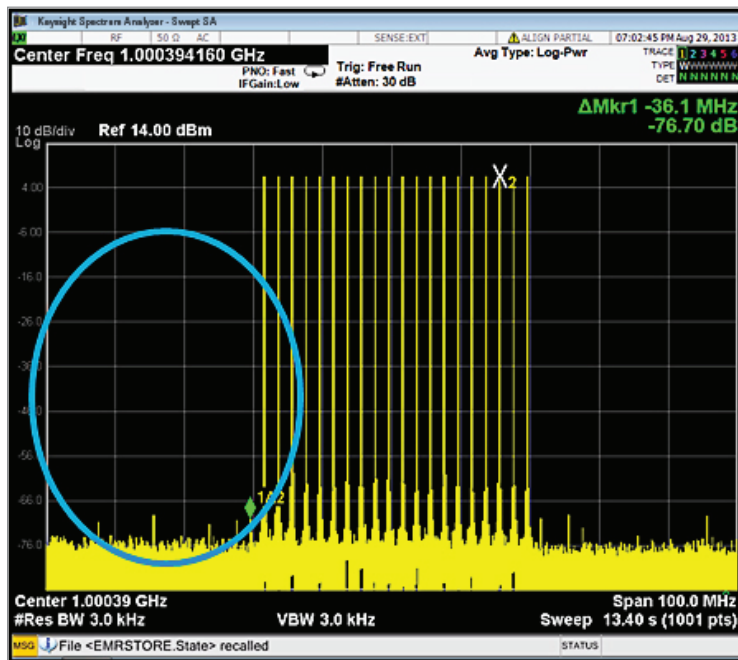 Keysight Spectrum Analyzer - Swept SA
RF 50 Ω AC SENSE:EXT ALIGN PARTIAL 07:02:45 PM Aug 29, 2013
Center Freq 1.000394160 GHz
Avg Type: Log-Pwr
TRACE 1 2 3 4 5 6
PNO: Fast
Trig: Free Run
TYPE WWWWWW
IFGain:Low
#Atten: 30 dB
DET N N N N N N
ΔMkr1 -36.1 MHz
-76.70 dB
10 dB/div Ref 14.00 dBm
Log
X2
4.00
-6.00
-16.0
-26.0
-36.0
-46.0
-56.0
1Δ2
-66.0
-76.0
Center 1.00039 GHz Span 100.0 MHz
#Res BW 3.0 kHz VBW 3.0 kHz Sweep 13.40 s (1001 pts)
MSG File <EMRSTORE.State> recalled STATUS